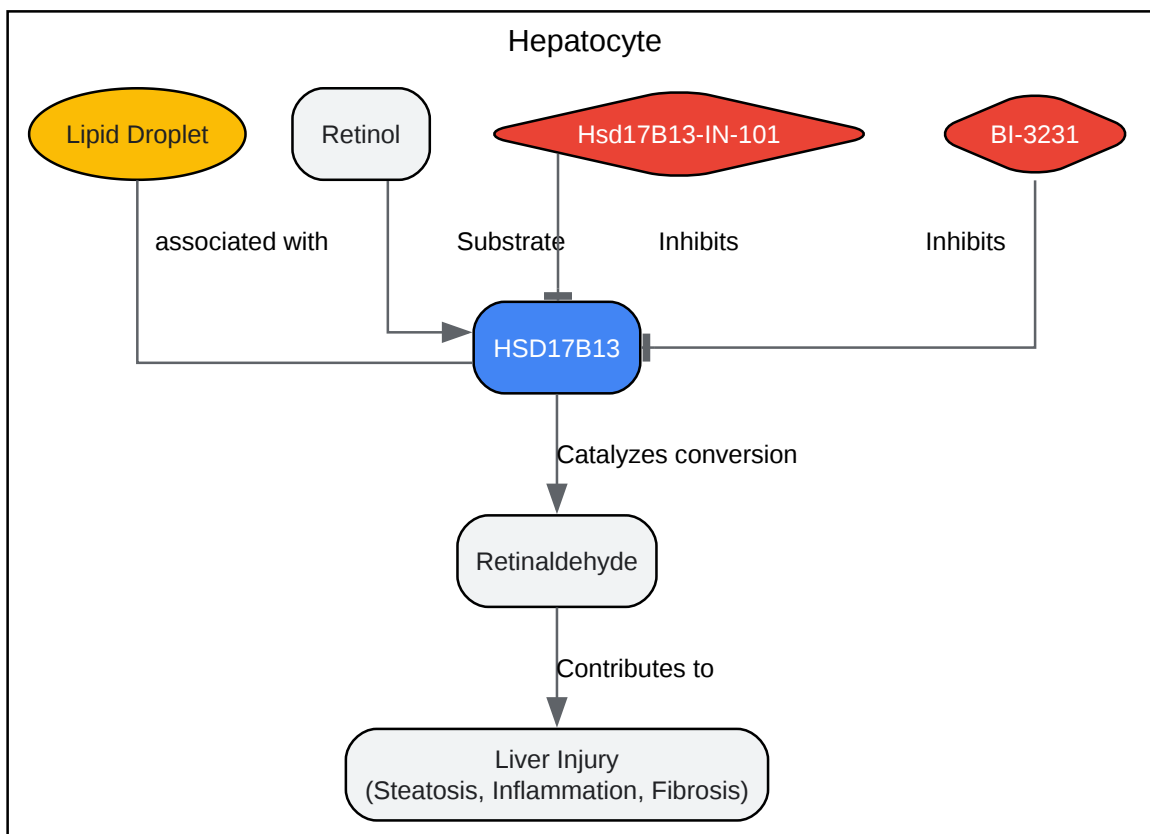 Hepatocyte
Lipid Droplet
Retinol
Hsd17B13-IN-101
BI-3231
associated with
Substrate
Inhibits
Inhibits
HSD17B13
Catalyzes conversion
Retinaldehyde
Contributes to
Liver Injury
(Steatosis, Inflammation, Fibrosis)